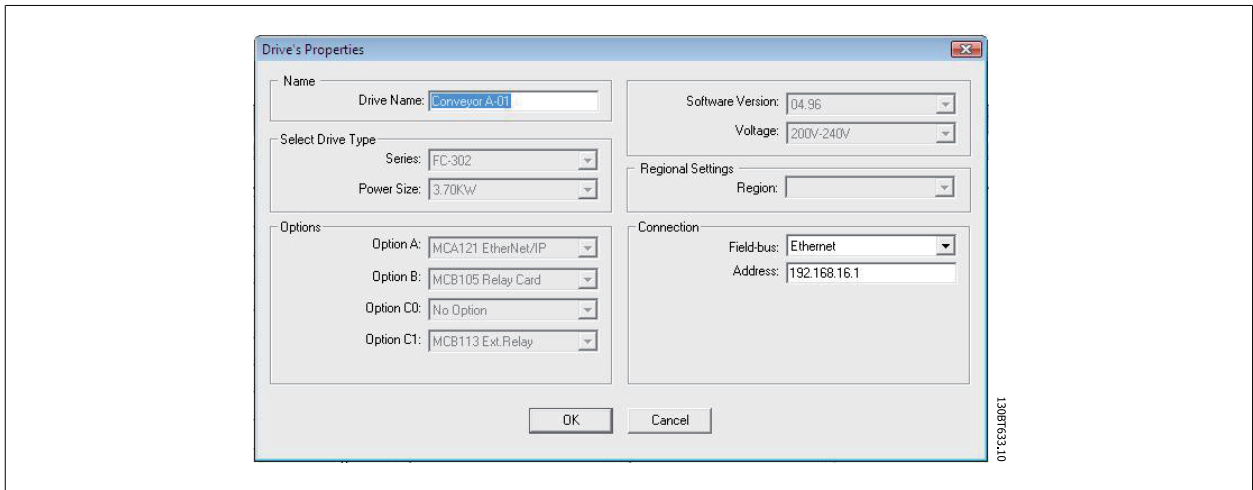 Drive's Properties
Name
Drive Name: Conveyor A-01
Select Drive Type
Series: FC-302
Power Size: 3.70KW
Options
Option A: MCA121 EtherNet/IP
Option B: MCB105 Relay Card
Option C0: No Option
Option C1: MCB113 Ext.Relay
Software Version: 04.96
Voltage: 200V-240V
Regional Settings
Region:
Connection
Field-bus: Ethernet
Address: 192.168.16.1
OK
Cancel
130BT633.10